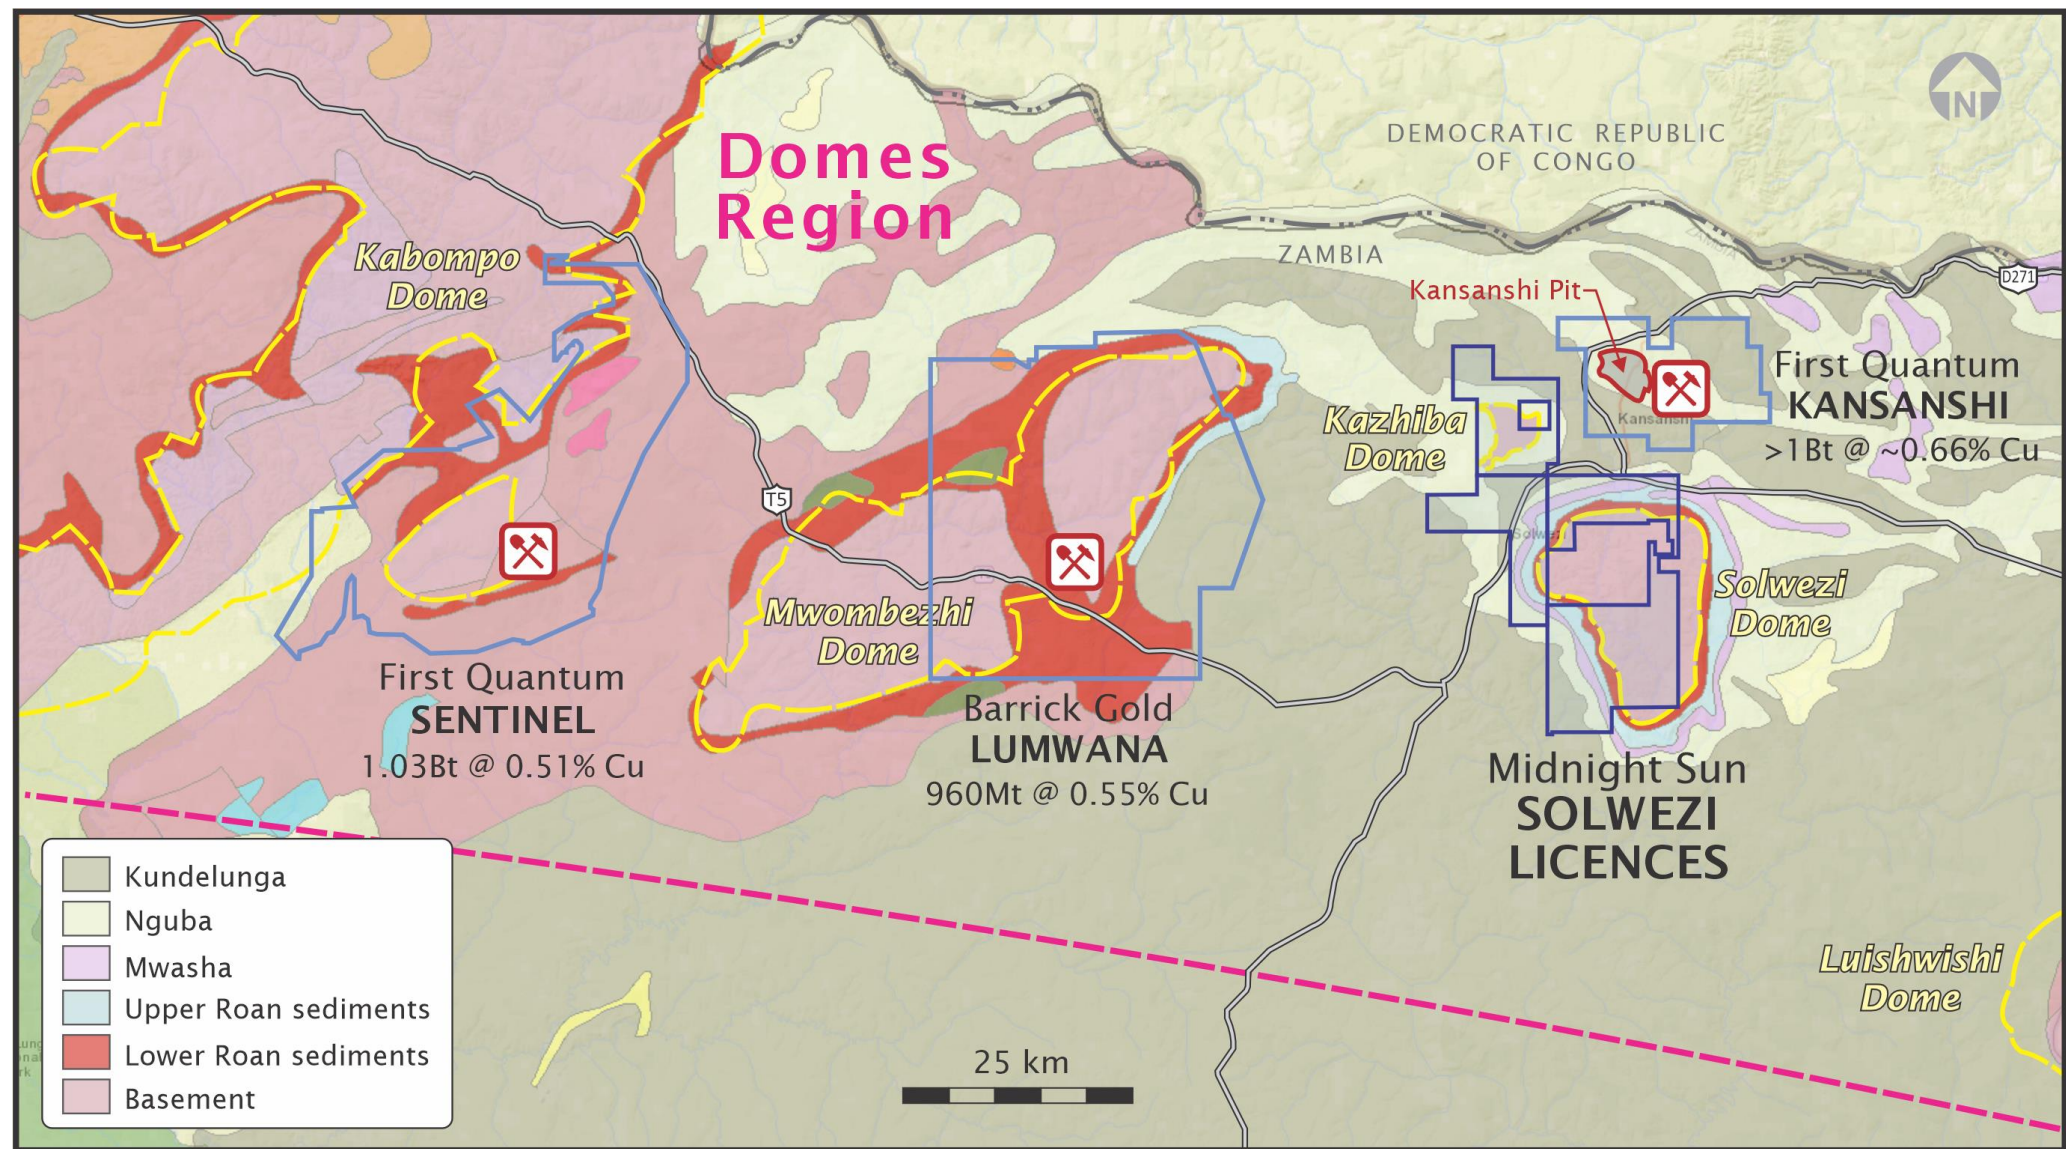 Domes
Region
DEMOCRATIC REPUBLIC
OF CONGO
ZAMBIA
ZAMBIA
N
D271
T5
Kansanshi Pit
Kansanshi
First Quantum
KANSANSHI
>1Bt @ ~0.66% Cu
Kabompo
Dome
Kazhiba
Dome
Solwezi
Solwezi
Dome
Mwombezhi
Dome
First Quantum
SENTINEL
1.03Bt @ 0.51% Cu
Barrick Gold
LUMWANA
960Mt @ 0.55% Cu
Midnight Sun
SOLWEZI
LICENCES
Luishwishi
Dome
25 km
Kundelunga
Nguba
Mwasha
Upper Roan sediments
Lower Roan sediments
Basement